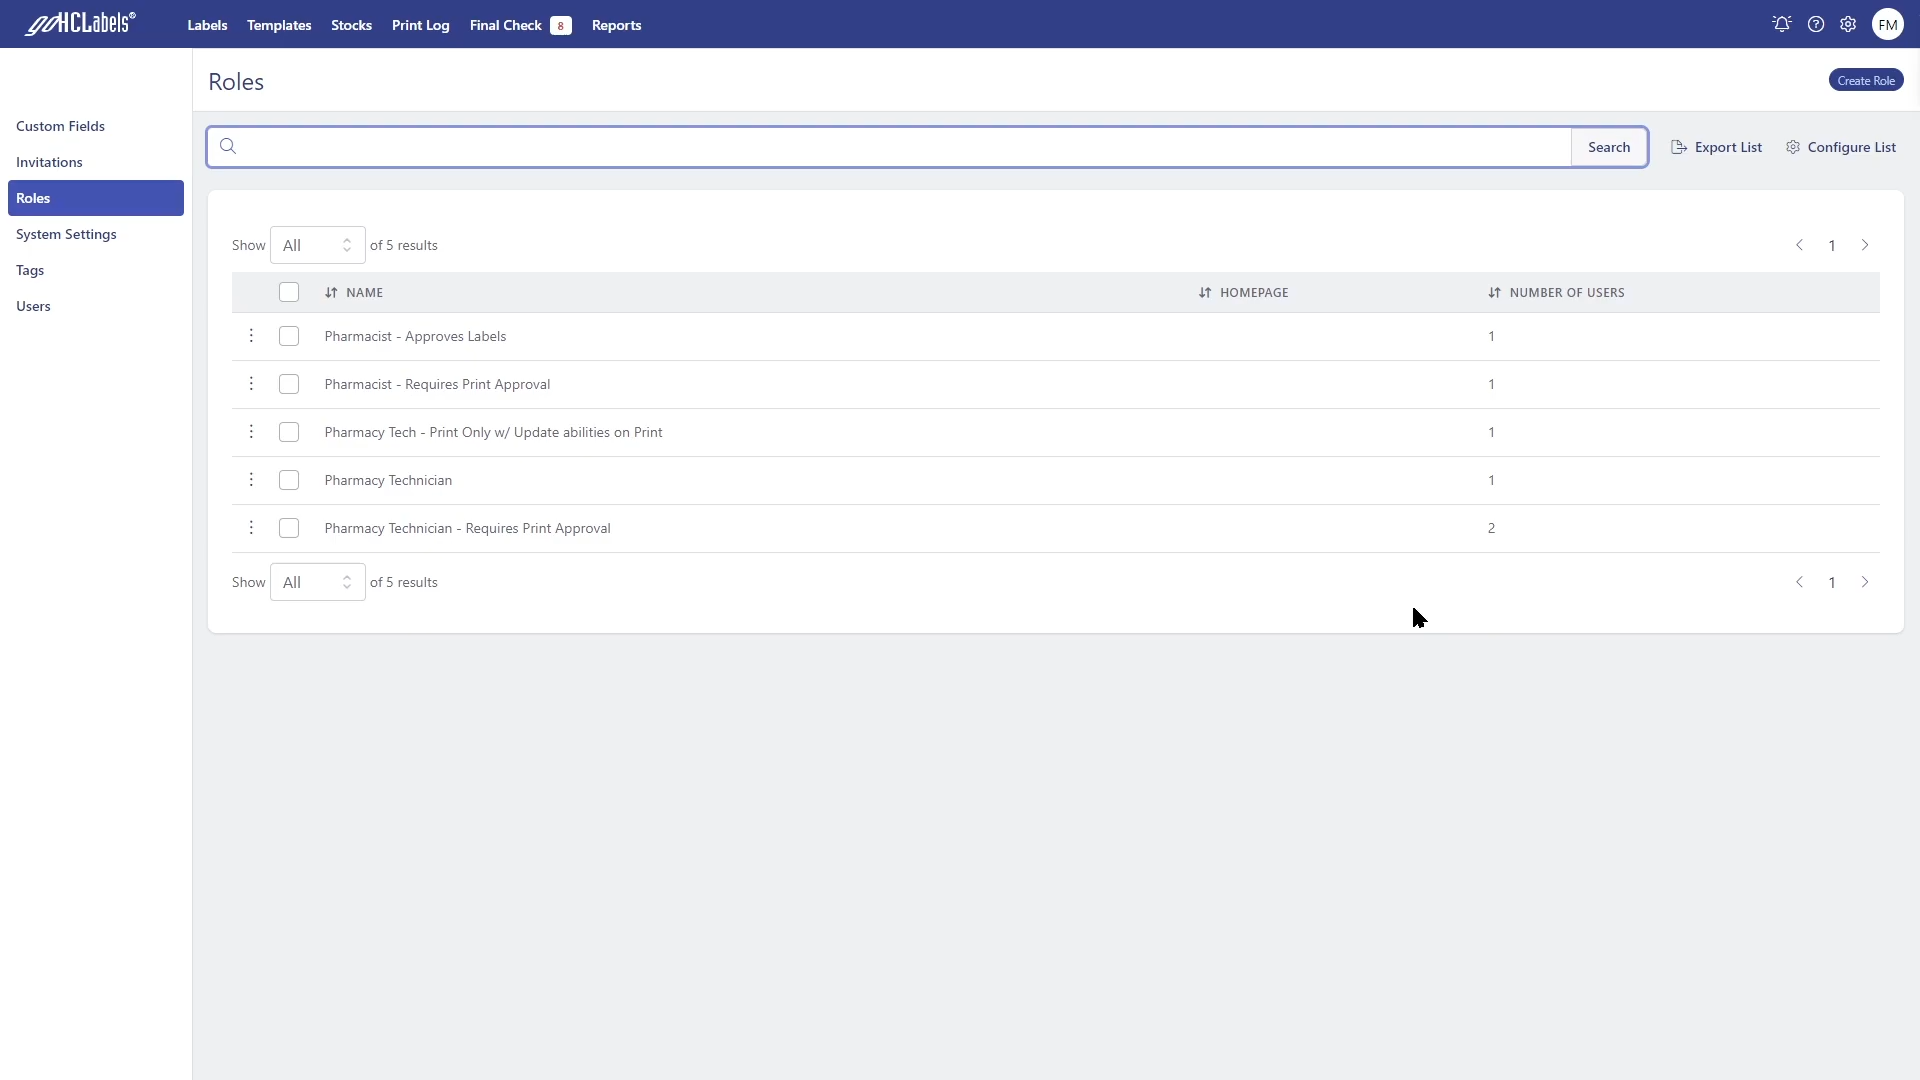 HCLabels® Labels Templates Stocks Print Log Final Check 8 Reports FM
Roles Create Role
Custom Fields
Invitations
Roles
System Settings
Tags
Users
Search Export List Configure List
Show All of 5 results 1
NAME HOMEPAGE NUMBER OF USERS
Pharmacist - Approves Labels 1
Pharmacist - Requires Print Approval 1
Pharmacy Tech - Print Only w/ Update abilities on Print 1
Pharmacy Technician 1
Pharmacy Technician - Requires Print Approval 2
Show All of 5 results 1